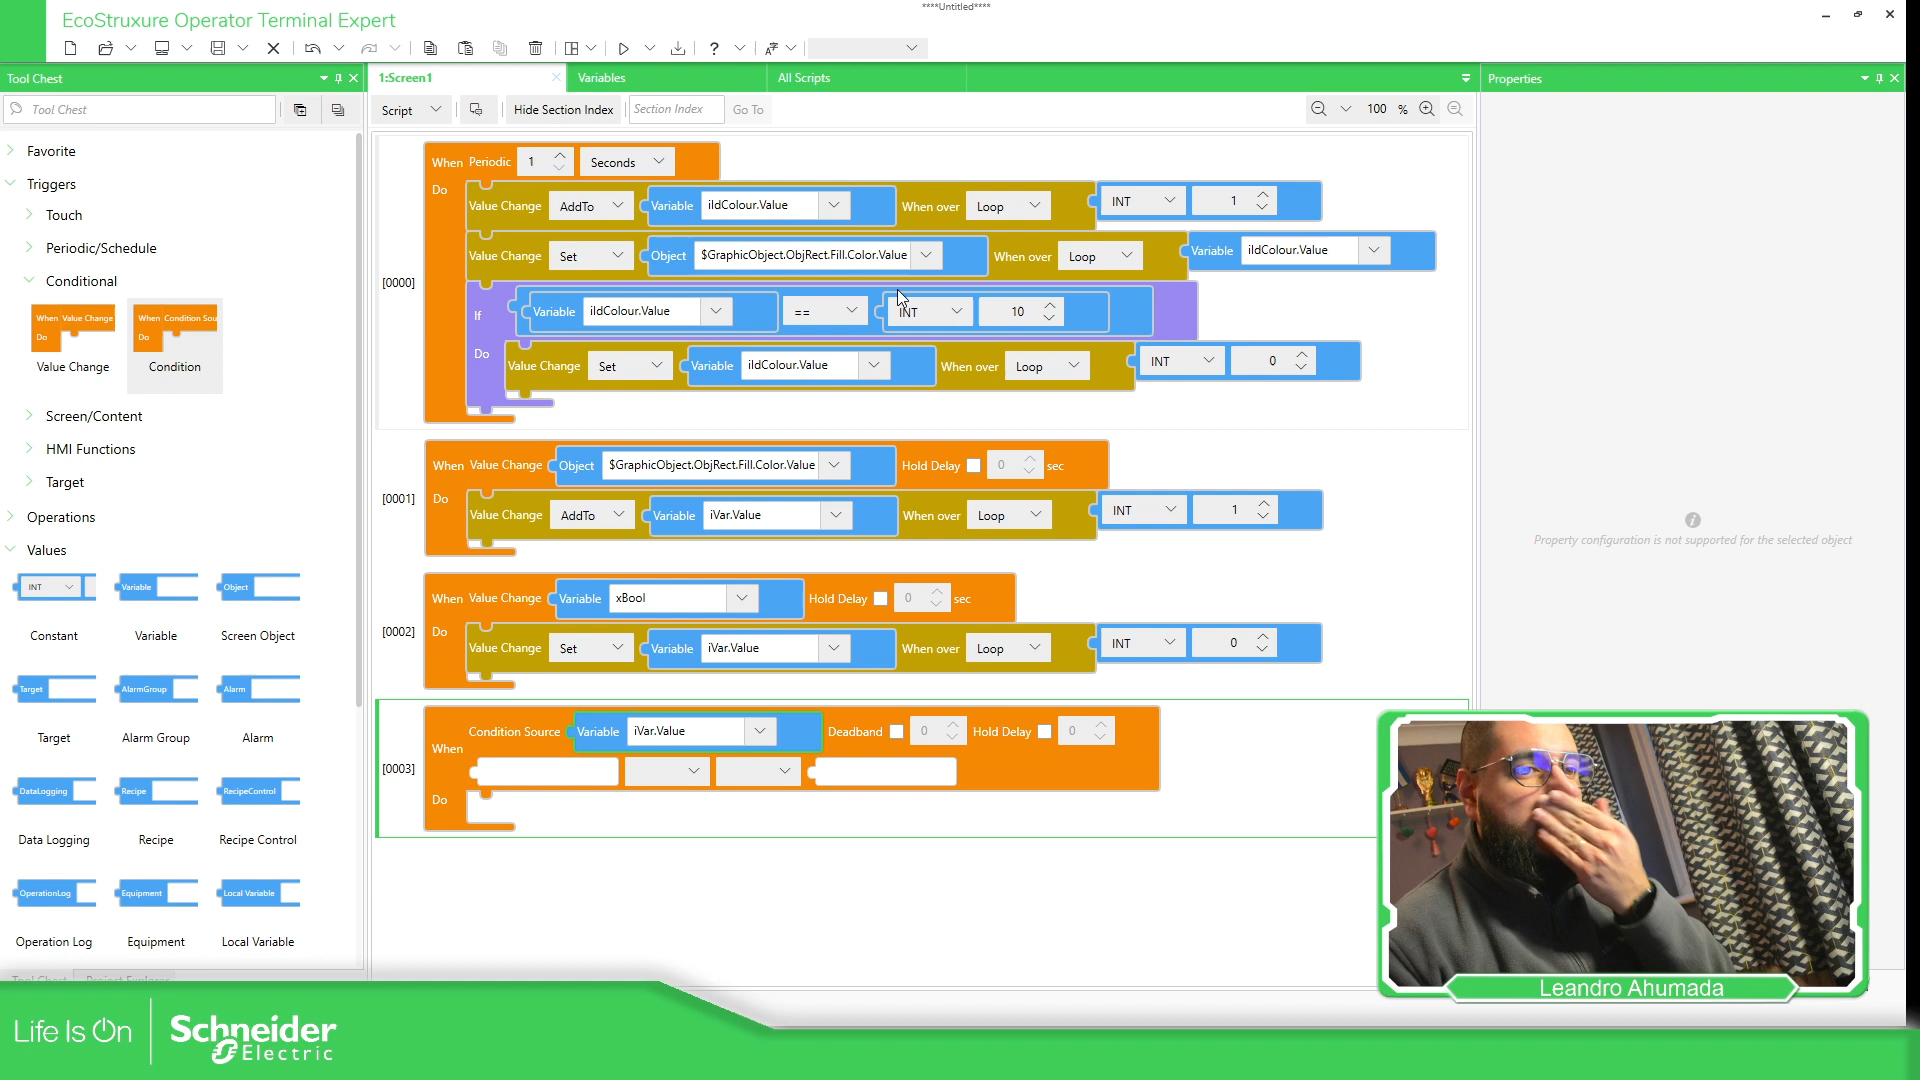 ****Untitled****
EcoStruxure Operator Terminal Expert
Tool Chest
1:Screen1
Variables
All Scripts
Properties
Tool Chest
Script
Hide Section Index
Section Index
Go To
100 %
Favorite
Triggers
Touch
Periodic/Schedule
Conditional
When Value Change
Do
When Condition Sou
Do
Value Change
Condition
Screen/Content
HMI Functions
Target
Operations
Values
INT
Variable
Object
Constant
Variable
Object
Target
AlarmGroup
Alarm
Target
Alarm Group
Alarm
DataLogging
Recipe
RecipeControl
Data Logging
Recipe
Recipe Control
OperationLog
Equipment
Local Variable
Operation Log
Equipment
Local Variable
Tool Chest
Project Explorer
[0000]
When Periodic 1 Seconds
Do
Value Change AddTo Variable iIdColour.Value When over Loop INT 1
Value Change Set Object $GraphicObject.ObjRect.Fill.Color.Value When over Loop Variable iIdColour.Value
If Variable iIdColour.Value == INT 10
Do Value Change Set Variable iIdColour.Value When over Loop INT 0
[0001]
When Value Change Object $GraphicObject.ObjRect.Fill.Color.Value Hold Delay 0 sec
Do
Value Change AddTo Variable iVar.Value When over Loop INT 1
[0002]
When Value Change Variable xBool Hold Delay 0 sec
Do
Value Change Set Variable iVar.Value When over Loop INT 0
[0003]
Condition Source Variable iVar.Value Deadband 0 Hold Delay 0
When
Do
Property configuration is not supported for the selected object
Leandro Ahumada
Life Is On
Schneider
Electric